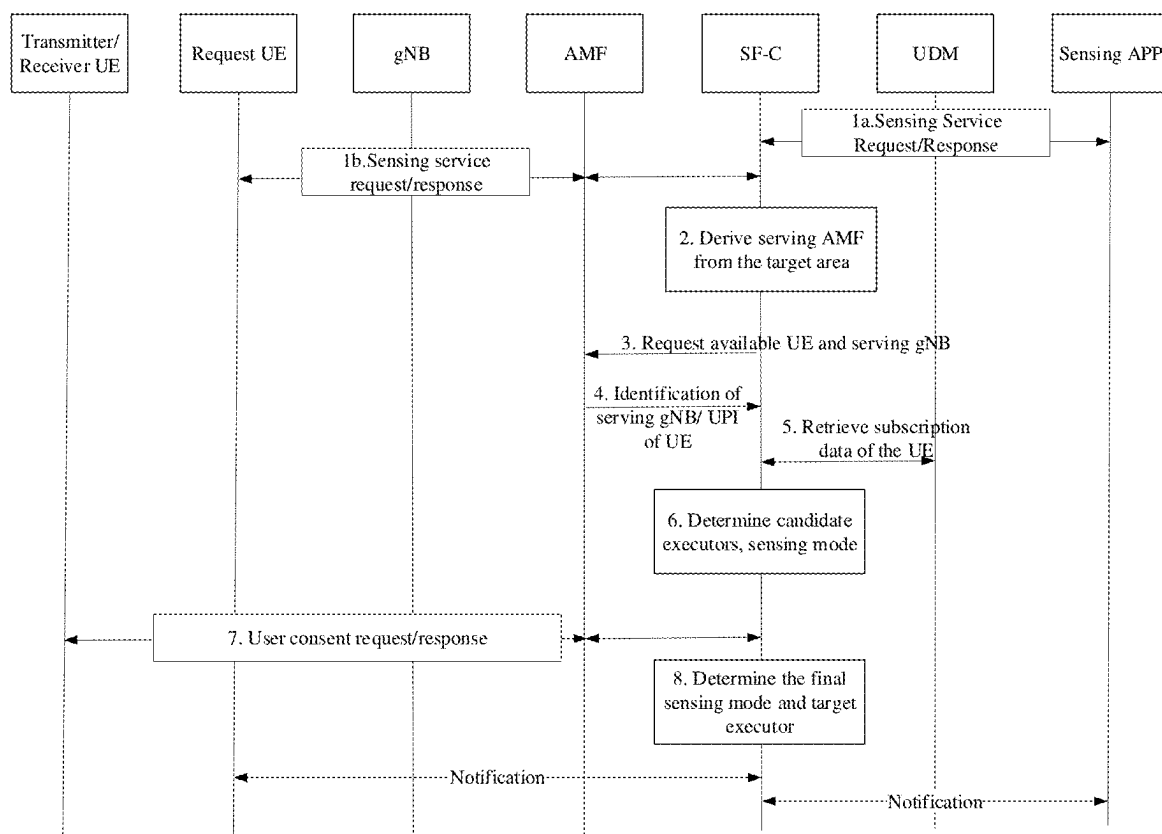 Transmitter/
Receiver UE
Request UE
gNB
AMF
SF-C
UDM
Sensing APP
1a.Sensing Service
Request/Response
1b.Sensing service
request/response
2. Derive serving AMF
from the target area
3. Request available UE and serving gNB
4. Identification of
serving gNB/ UPI
of UE
5. Retrieve subscription
data of the UE
6. Determine candidate
executors, sensing mode
7. User consent request/response
8. Determine the final
sensing mode and target
executor
Notification
Notification